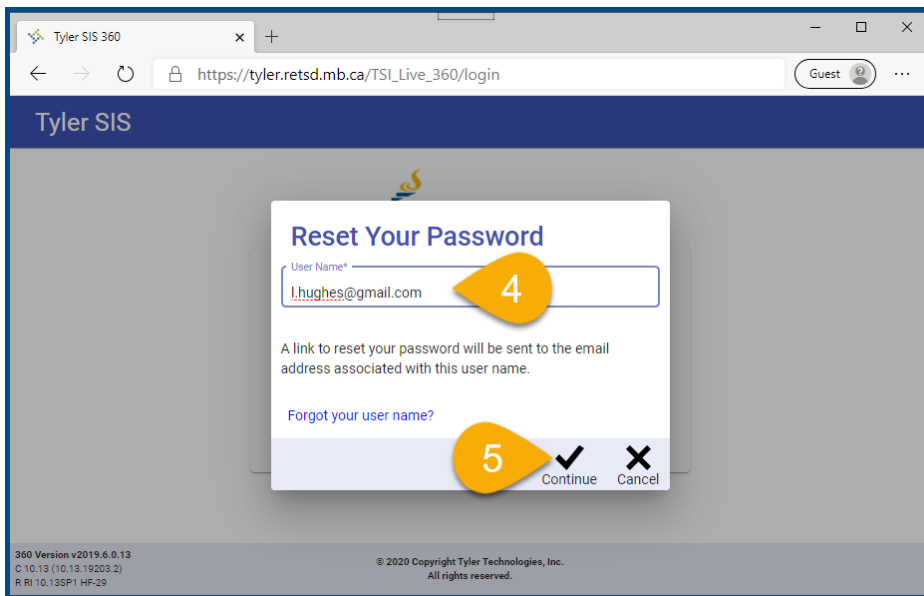 Tyler SIS 360
https://tyler.retsd.mb.ca/TSI_Live_360/login
Guest
Tyler SIS
Reset Your Password
User Name*
l.hughes@gmail.com
4
A link to reset your password will be sent to the email
address associated with this user name.
Forgot your user name?
5
Continue
Cancel
360 Version v2019.6.0.13
C 10.13 (10.13.19203.2)
R RI 10.13SP1 HF-29
© 2020 Copyright Tyler Technologies, Inc.
All rights reserved.